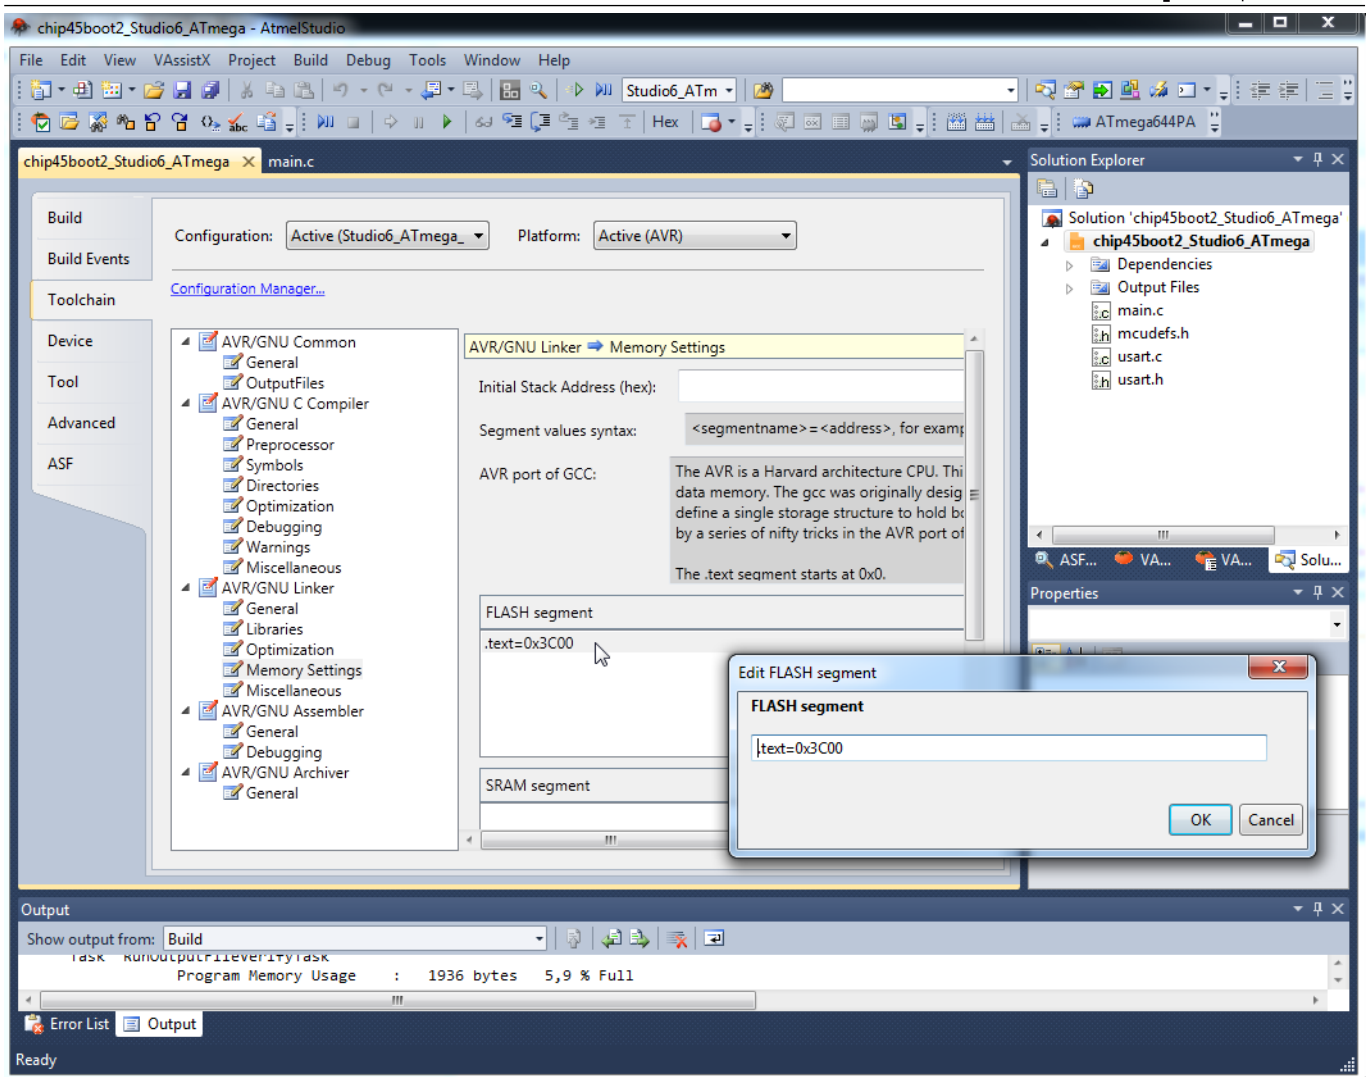 chip45boot2_Studio6_ATmega - AtmelStudio
File Edit View VAssistX Project Build Debug Tools Window Help
Studio6_ATm
Hex
ATmega644PA
chip45boot2_Studio6_ATmega main.c
Build
Build Events
Toolchain
Device
Tool
Advanced
ASF
Configuration: Active (Studio6_ATmega_ Platform: Active (AVR)
Configuration Manager...
AVR/GNU Common
General
OutputFiles
AVR/GNU C Compiler
General
Preprocessor
Symbols
Directories
Optimization
Debugging
Warnings
Miscellaneous
AVR/GNU Linker
General
Libraries
Optimization
Memory Settings
Miscellaneous
AVR/GNU Assembler
General
Debugging
AVR/GNU Archiver
General
AVR/GNU Linker Memory Settings
Initial Stack Address (hex):
Segment values syntax: <segmentname>=<address>, for examp
AVR port of GCC: The AVR is a Harvard architecture CPU. Thi
data memory. The gcc was originally desig
define a single storage structure to hold bo
by a series of nifty tricks in the AVR port of
The .text segment starts at 0x0.
FLASH segment
.text=0x3C00
SRAM segment
Edit FLASH segment
FLASH segment
.text=0x3C00
OK Cancel
Solution Explorer
Solution 'chip45boot2_Studio6_ATmega'
chip45boot2_Studio6_ATmega
Dependencies
Output Files
main.c
mcudefs.h
usart.c
usart.h
ASF... VA... VA... Solu...
Properties
Output
Show output from: Build
Task RunOutputFileVerifyTask
Program Memory Usage : 1936 bytes 5,9 % Full
Error List Output
Ready